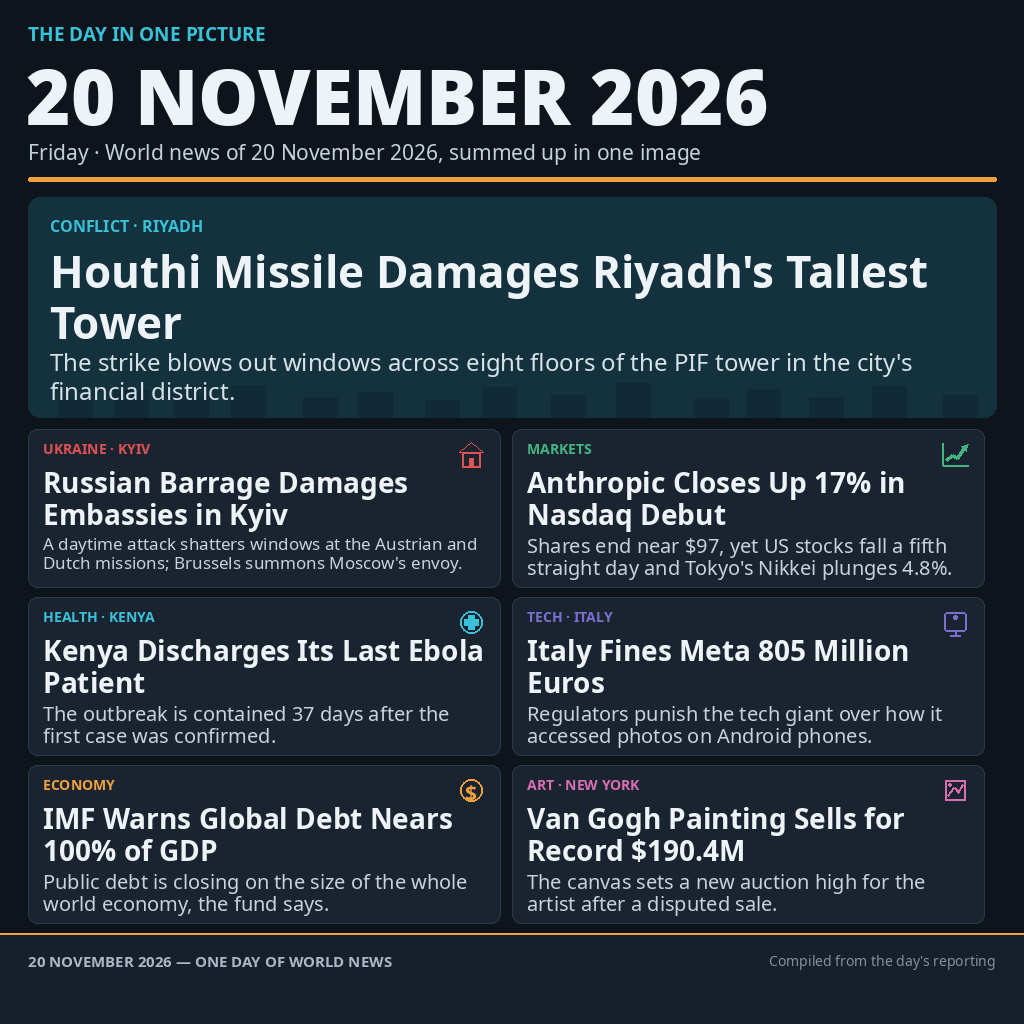 THE DAY IN ONE PICTURE
20 NOVEMBER 2026
Friday · World news of 20 November 2026, summed up in one image
CONFLICT · RIYADH
Houthi Missile Damages Riyadh's Tallest
Tower
The strike blows out windows across eight floors of the PIF tower in the city's
financial district.
UKRAINE · KYIV
Russian Barrage Damages
Embassies in Kyiv
A daytime attack shatters windows at the Austrian and
Dutch missions; Brussels summons Moscow's envoy.
MARKETS
Anthropic Closes Up 17% in
Nasdaq Debut
Shares end near $97, yet US stocks fall a fifth
straight day and Tokyo's Nikkei plunges 4.8%.
HEALTH · KENYA
Kenya Discharges Its Last Ebola
Patient
The outbreak is contained 37 days after the
first case was confirmed.
TECH · ITALY
Italy Fines Meta 805 Million
Euros
Regulators punish the tech giant over how it
accessed photos on Android phones.
ECONOMY
$
IMF Warns Global Debt Nears
100% of GDP
Public debt is closing on the size of the whole
world economy, the fund says.
ART · NEW YORK
Van Gogh Painting Sells for
Record $190.4M
The canvas sets a new auction high for the
artist after a disputed sale.
20 NOVEMBER 2026 — ONE DAY OF WORLD NEWS
Compiled from the day's reporting